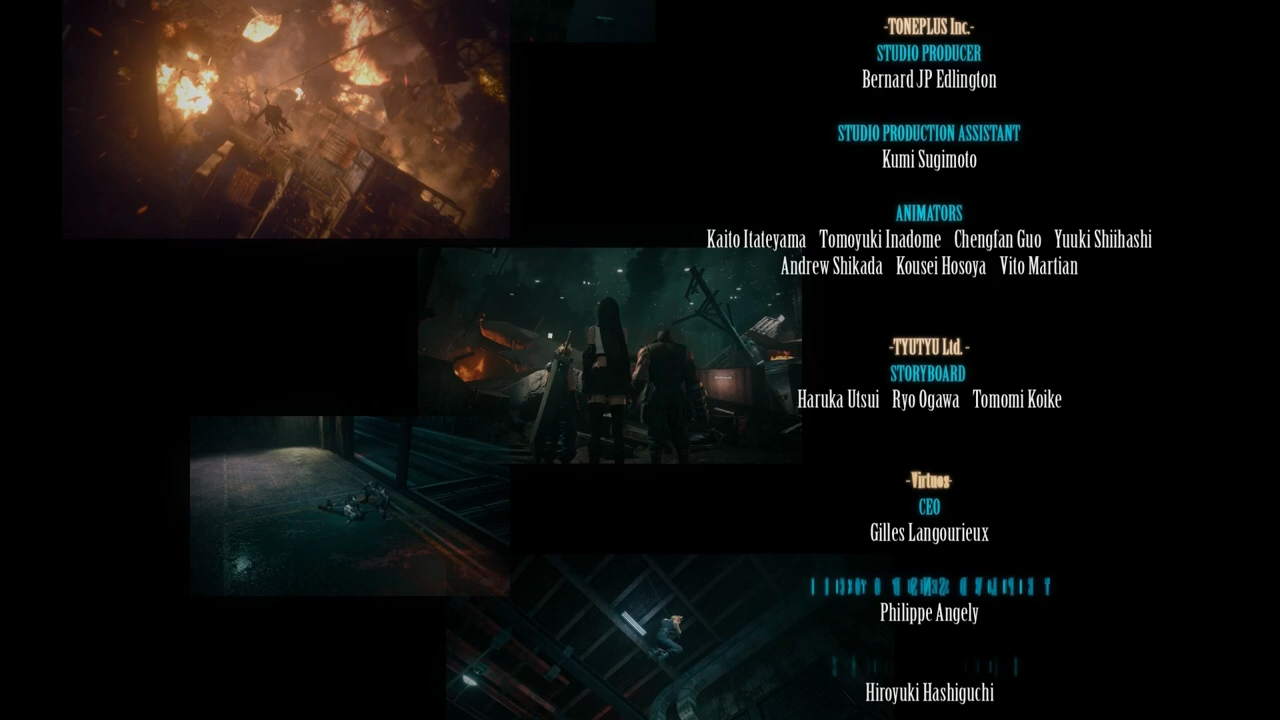 -TONEPLUS Inc.-
STUDIO PRODUCER
Bernard JP Edlington
STUDIO PRODUCTION ASSISTANT
Kumi Sugimoto
ANIMATORS
Kaito Itateyama Tomoyuki Inadome Chengfan Guo Yuuki Shiihashi
Andrew Shikada Kousei Hosoya Vito Martian
-TYUTYU Ltd. -
STORYBOARD
Haruka Utsui Ryo Ogawa Tomomi Koike
-Virtuos-
CEO
Gilles Langourieux
Philippe Angely
Hiroyuki Hashiguchi